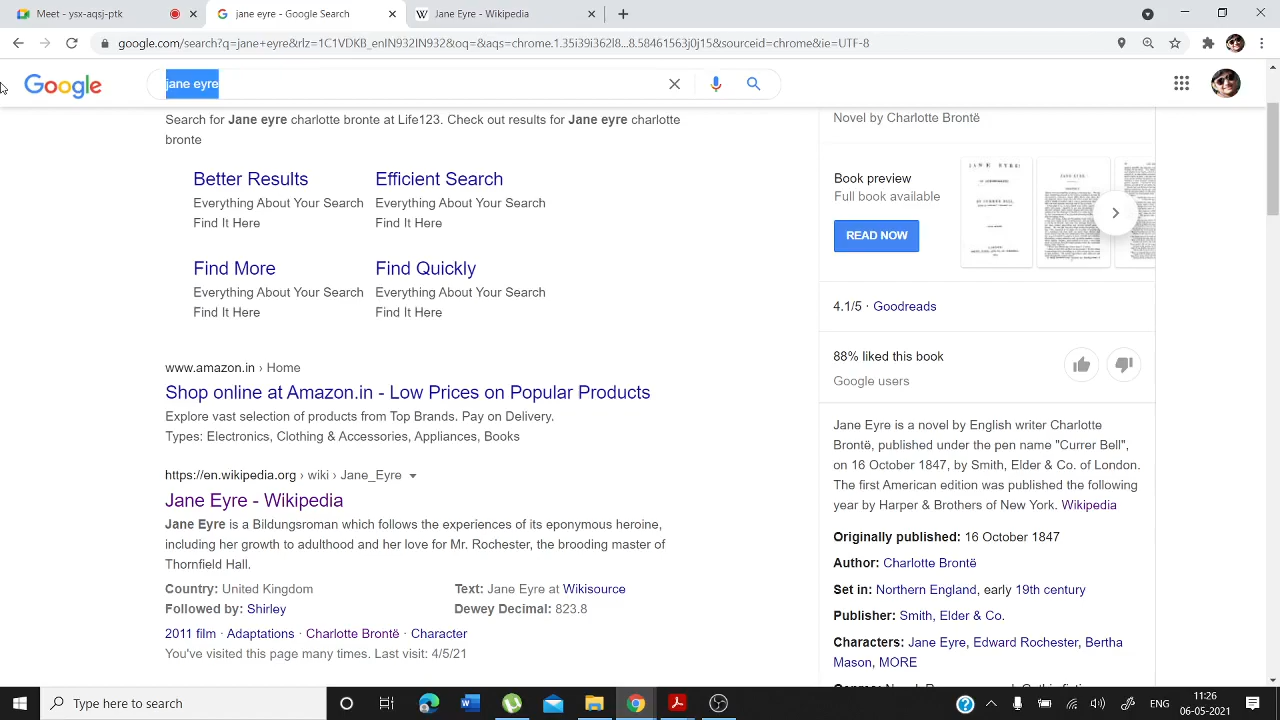 Meet - ysx-aqsj-ptk
jane eyre - Google Search
Jane Eyre - Wikipedia
google.com/search?q=jane+eyre&rlz=1C1VDKB_enIN932IN932&oq=&aqs=chrome.1.35i39i362l8...8.58461563j0j15&sourceid=chrome&ie=UTF-8
Google
jane eyre
Search for Jane eyre charlotte bronte at Life123. Check out results for Jane eyre charlotte
bronte
Better Results
Everything About Your Search
Find It Here
Efficient Search
Everything About Your Search
Find It Here
Find More
Everything About Your Search
Find It Here
Find Quickly
Everything About Your Search
Find It Here
www.amazon.in › Home
Shop online at Amazon.in - Low Prices on Popular Products
Explore vast selection of products from Top Brands. Pay on Delivery.
Types: Electronics, Clothing & Accessories, Appliances, Books
https://en.wikipedia.org › wiki › Jane_Eyre
Jane Eyre - Wikipedia
Jane Eyre is a Bildungsroman which follows the experiences of its eponymous heroine,
including her growth to adulthood and her love for Mr. Rochester, the brooding master of
Thornfield Hall.
Country: United Kingdom
Text: Jane Eyre at Wikisource
Followed by: Shirley
Dewey Decimal: 823.8
2011 film · Adaptations · Charlotte Brontë · Character
You've visited this page many times. Last visit: 4/5/21
Novel by Charlotte Brontë
Book preview
Full book available
READ NOW
4.1/5 · Goodreads
88% liked this book
Google users
Jane Eyre is a novel by English writer Charlotte
Brontë, published under the pen name "Currer Bell",
on 16 October 1847, by Smith, Elder & Co. of London.
The first American edition was published the following
year by Harper & Brothers of New York. Wikipedia
Originally published: 16 October 1847
Author: Charlotte Brontë
Set in: Northern England, early 19th century
Publisher: Smith, Elder & Co.
Characters: Jane Eyre, Edward Rochester, Bertha
Mason, MORE
Type here to search
ENG
11:26
06-05-2021